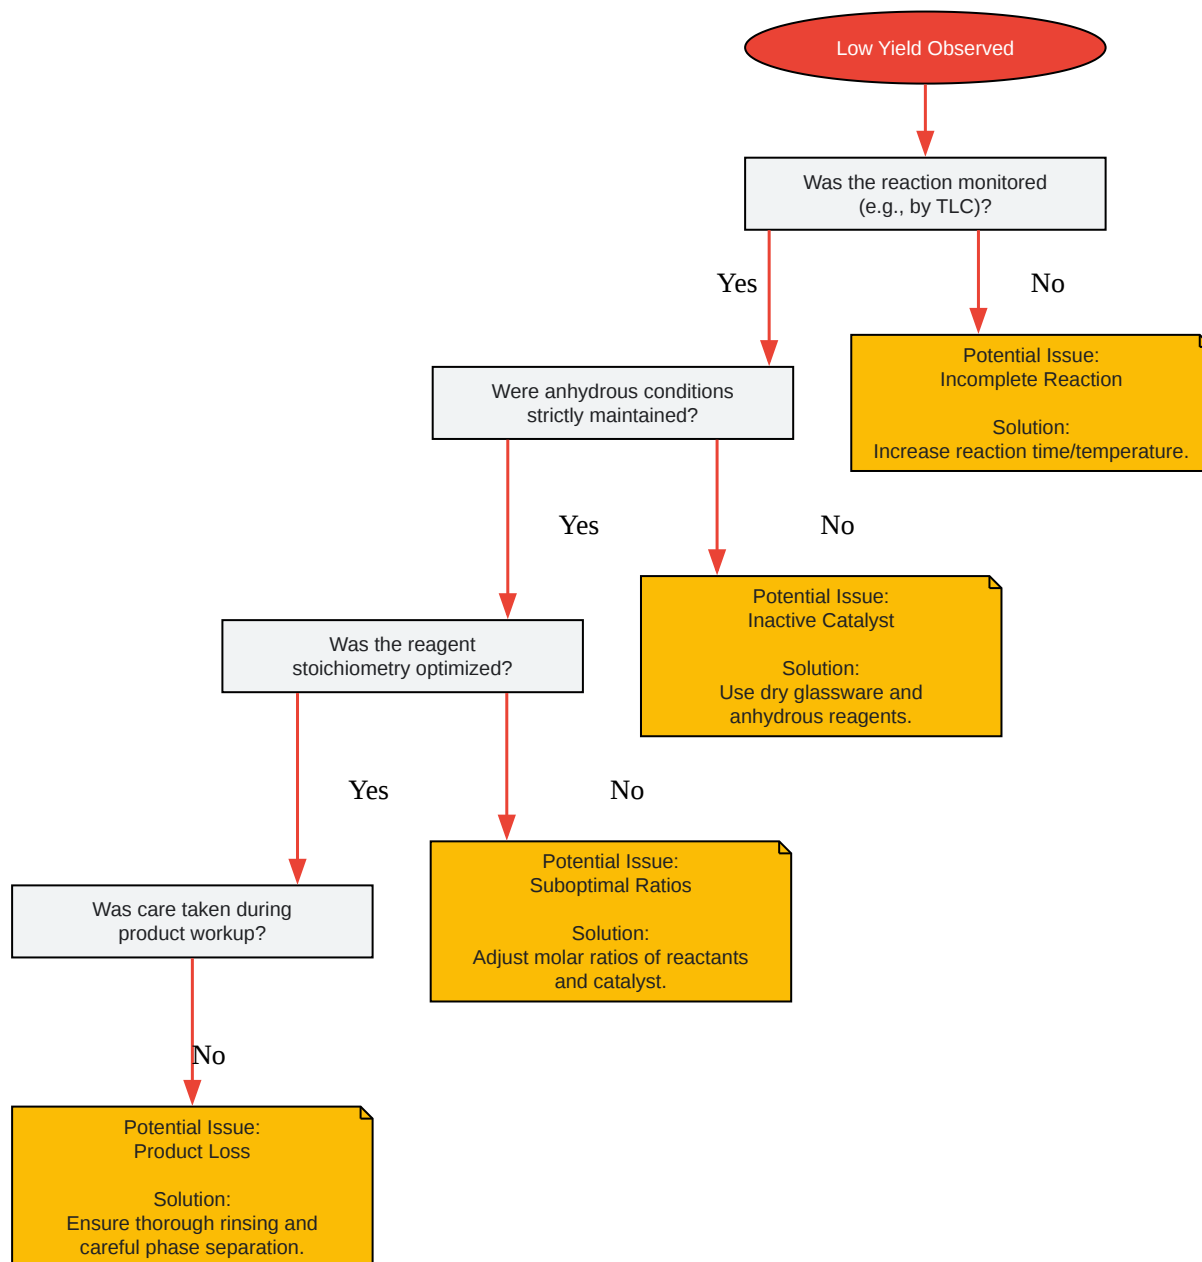 Low Yield Observed
Was the reaction monitored
(e.g., by TLC)?
Yes
No
Potential Issue:
Incomplete Reaction
Solution:
Increase reaction time/temperature.
Were anhydrous conditions
strictly maintained?
Yes
No
Potential Issue:
Inactive Catalyst
Solution:
Use dry glassware and
anhydrous reagents.
Was the reagent
stoichiometry optimized?
Yes
No
Potential Issue:
Suboptimal Ratios
Solution:
Adjust molar ratios of reactants
and catalyst.
Was care taken during
product workup?
No
Potential Issue:
Product Loss
Solution:
Ensure thorough rinsing and
careful phase separation.